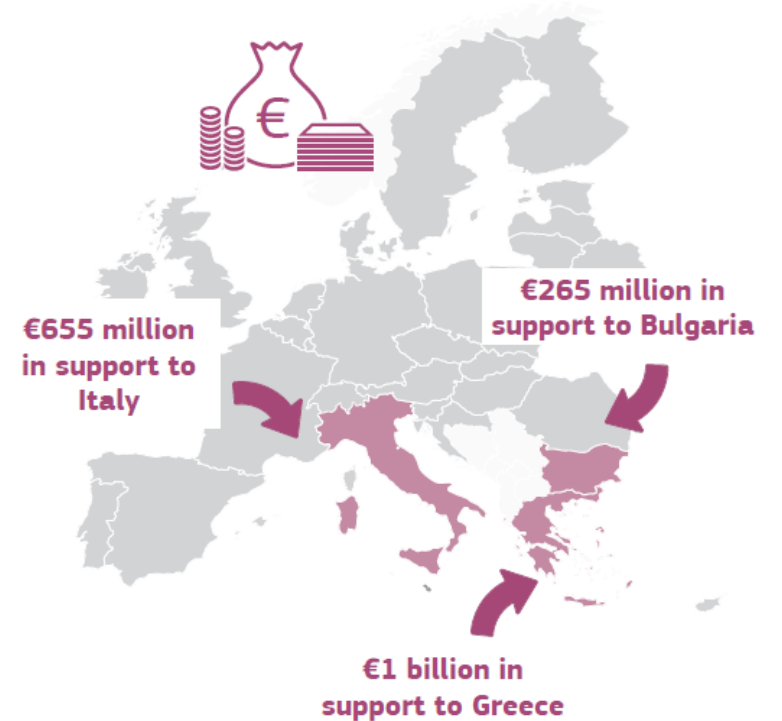 €
€265 million in
support to Bulgaria
€655 million
in support to
Italy
€1 billion in
support to Greece